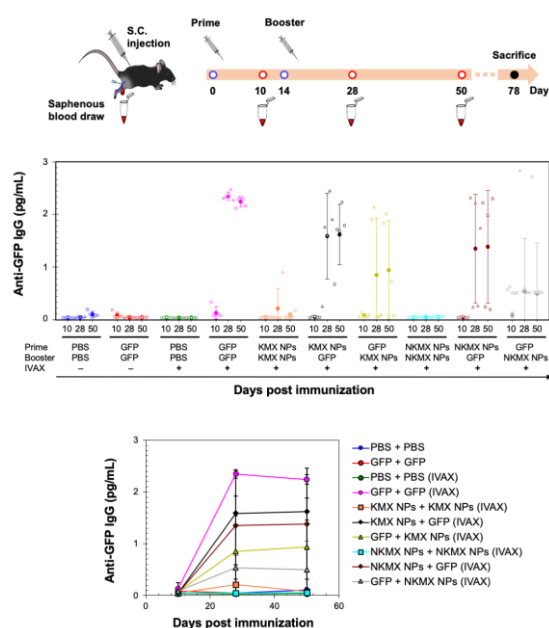 S.C.
injection
Prime
Booster
Sacrifice
Saphenous
blood draw
0
10
14
28
50
78
Day
Anti-GFP IgG (pg/mL)
3
2
1
0
10 28 50
10 28 50
10 28 50
10 28 50
10 28 50
10 28 50
10 28 50
10 28 50
10 28 50
10 28 50
Prime PBS GFP PBS GFP KMX NPs KMX NPs GFP NKMX NPs NKMX NPs GFP
Booster PBS GFP PBS GFP KMX NPs GFP KMX NPs NKMX NPs GFP NKMX NPs
IVAX – – + + + + + + + +
Days post immunization
Anti-GFP IgG (pg/mL)
3
2
1
0
0 20 40 60
Days post immunization
PBS + PBS
GFP + GFP
PBS + PBS (IVAX)
GFP + GFP (IVAX)
KMX NPs + KMX NPs (IVAX)
KMX NPs + GFP (IVAX)
GFP + KMX NPs (IVAX)
NKMX NPs + NKMX NPs (IVAX)
NKMX NPs + GFP (IVAX)
GFP + NKMX NPs (IVAX)